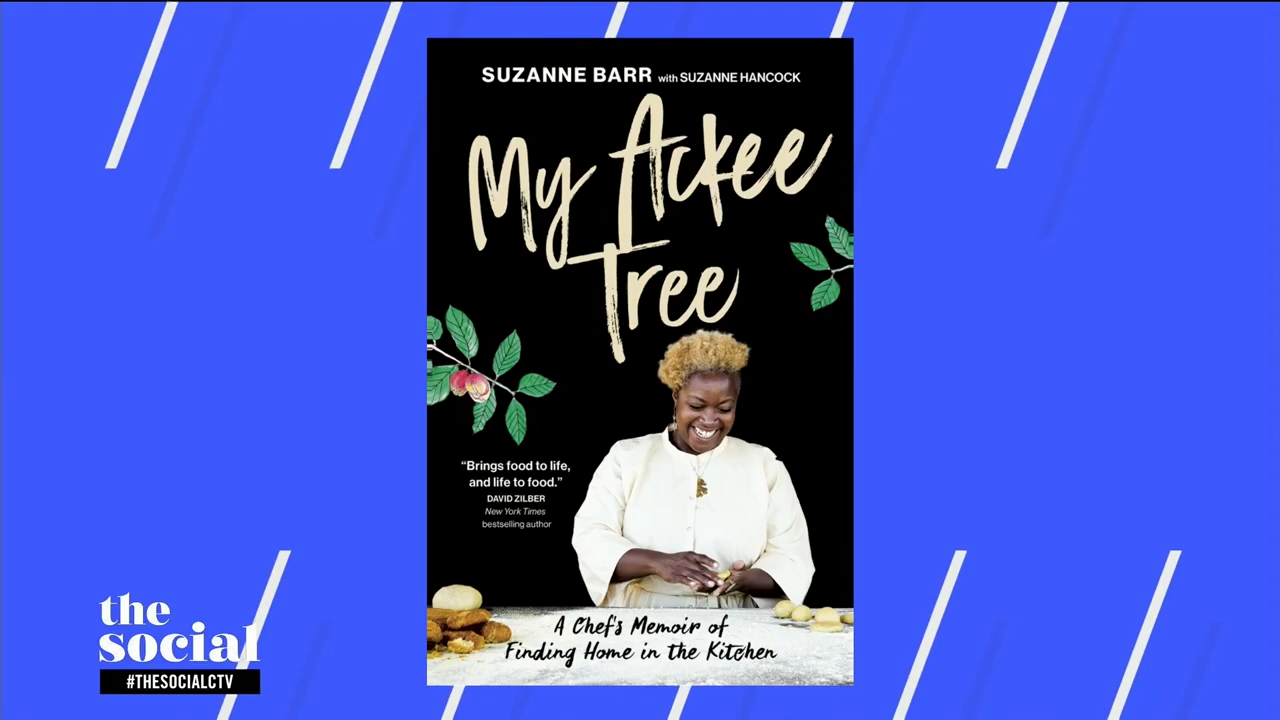 SUZANNE BARR with SUZANNE HANCOCK
My Ackee
Tree
“Brings food to life,
and life to food.”
DAVID ZILBER
New York Times
bestselling author
A Chef's Memoir of
Finding Home in the Kitchen
the
social
#THESOCIALCTV